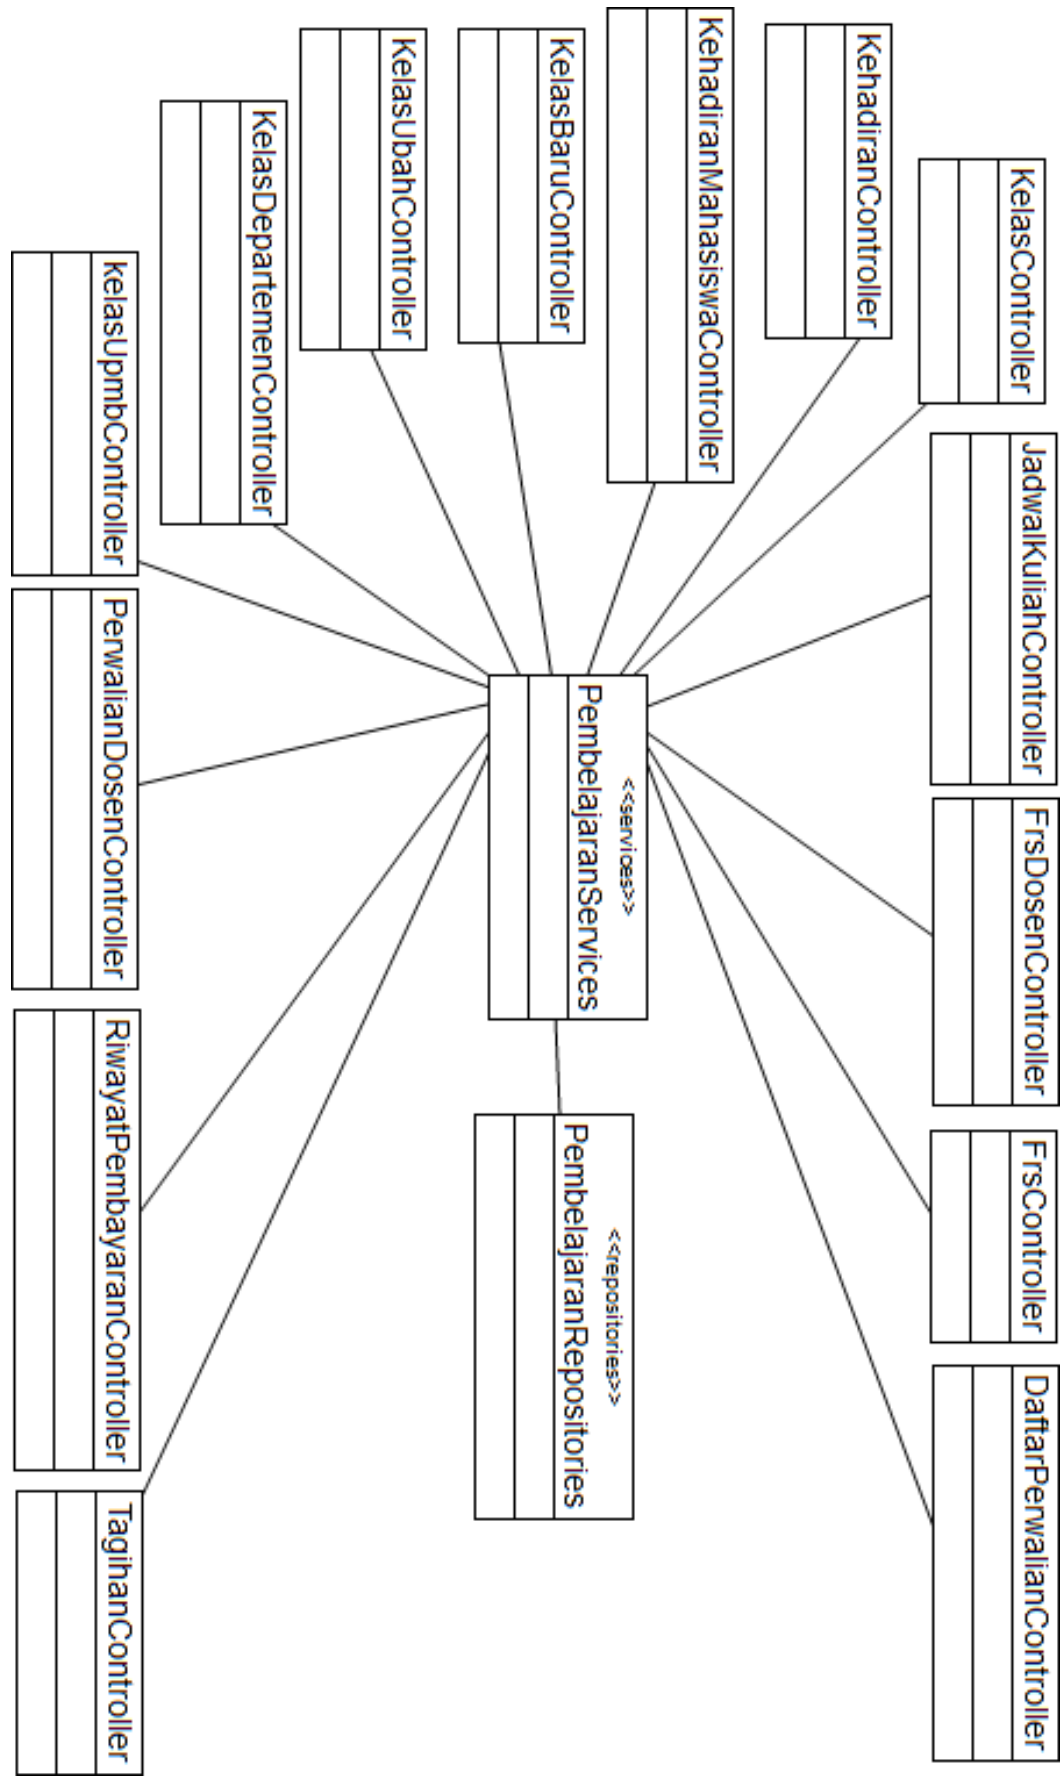 KelasController
JadwalKuliahController
FrsDosenController
FrsController
DaftarPerwalianController
KehadiranController
KehadiranMahasiswaController
<<services>>
PembelajaranServices
<<repositories>>
PembelajaranRepositories
KelasBaruController
KelasUbahController
KelasDepartemenController
kelasUpmbController
PerwalianDosenController
RiwayatPembayaranController
TagihanController